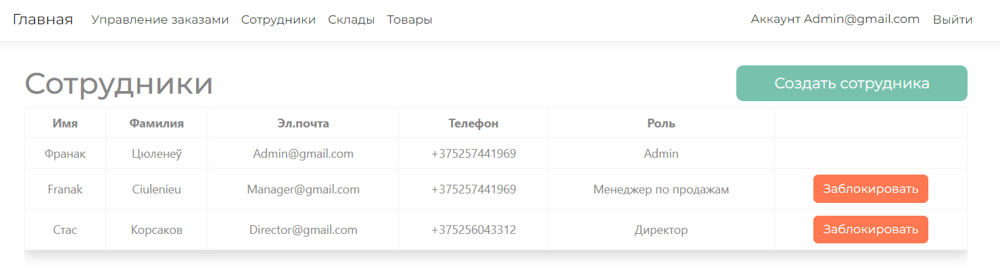 Главная Управление заказами Сотрудники Склады Товары Аккаунт Admin@gmail.com Выйти
Сотрудники Создать сотрудника
Имя Фамилия Эл.почта Телефон Роль
Франак Цюленеў Admin@gmail.com +375257441969 Admin
Franak Ciulenieu Manager@gmail.com +375257441969 Менеджер по продажам Заблокировать
Стас Корсаков Director@gmail.com +375256043312 Директор Заблокировать